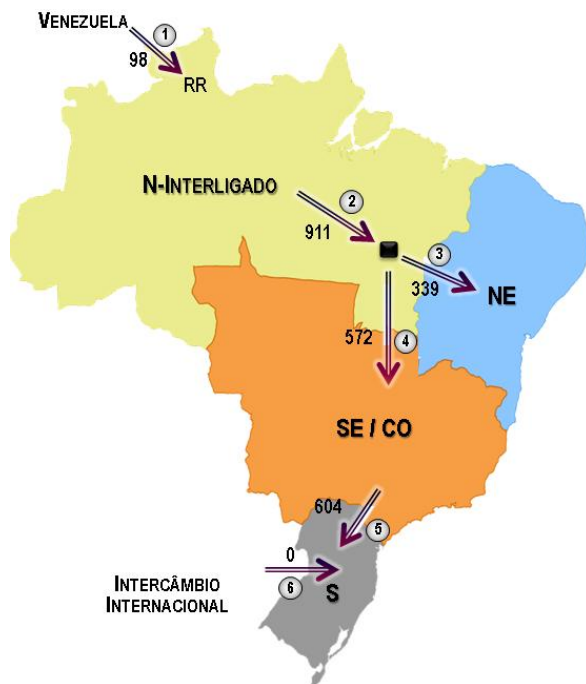 VENEZUELA
1
98
RR
N-INTERLIGADO
2
911
3
339
NE
572
4
SE / CO
604
5
0
6
S
INTERCÂMBIO
INTERNACIONAL